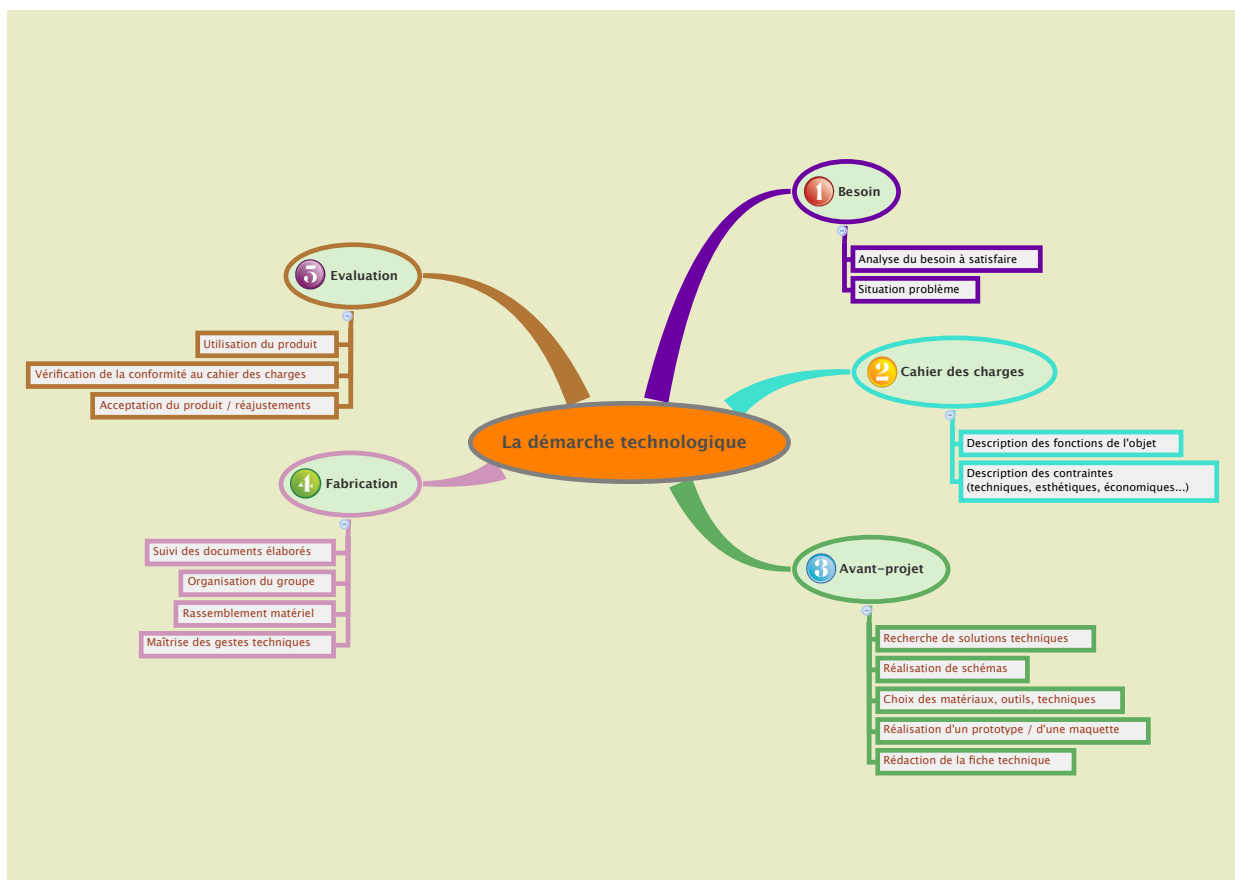 La démarche technologique
1 Besoin
Analyse du besoin à satisfaire
Situation problème
2 Cahier des charges
Description des fonctions de l'objet
Description des contraintes
(techniques, esthétiques, économiques...)
3 Avant-projet
Recherche de solutions techniques
Réalisation de schémas
Choix des matériaux, outils, techniques
Réalisation d'un prototype / d'une maquette
Rédaction de la fiche technique
4 Fabrication
Suivi des documents élaborés
Organisation du groupe
Rassemblement matériel
Maîtrise des gestes techniques
5 Evaluation
Utilisation du produit
Vérification de la conformité au cahier des charges
Acceptation du produit / réajustements